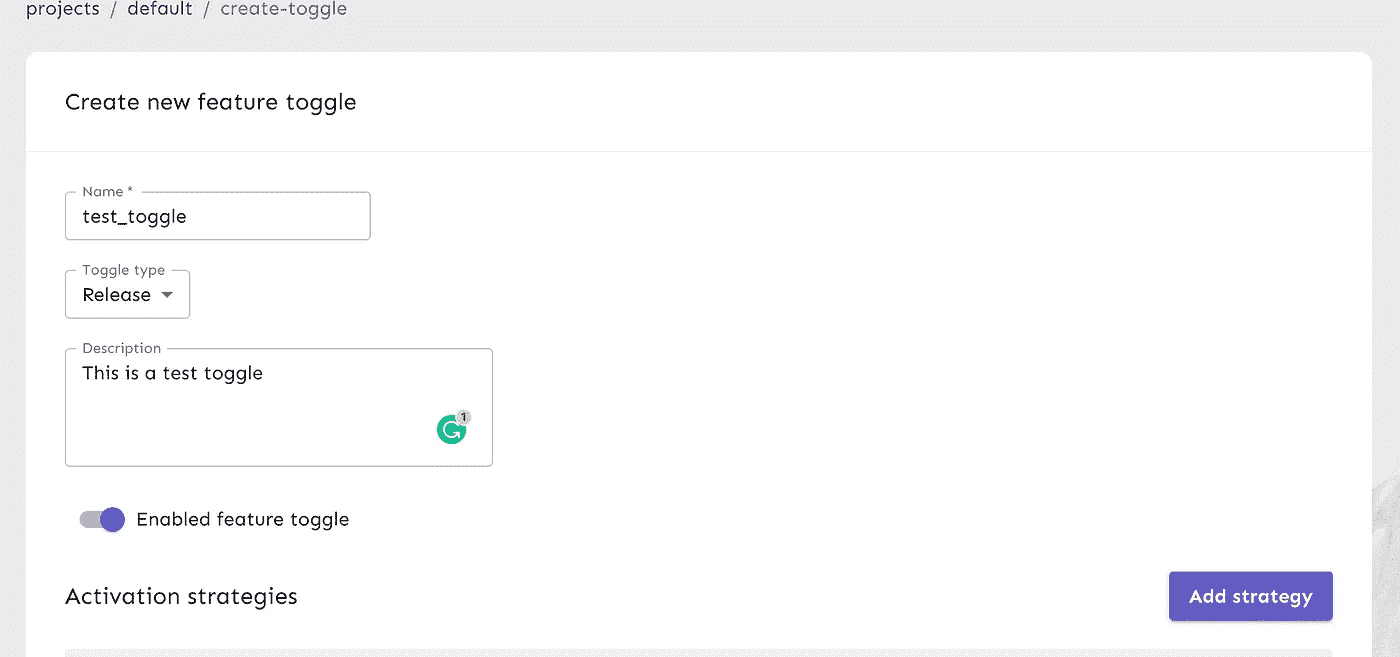 projects / default / create-toggle
Create new feature toggle
Name *
test_toggle
Toggle type
Release
Description
This is a test toggle
1
Enabled feature toggle
Activation strategies
Add strategy